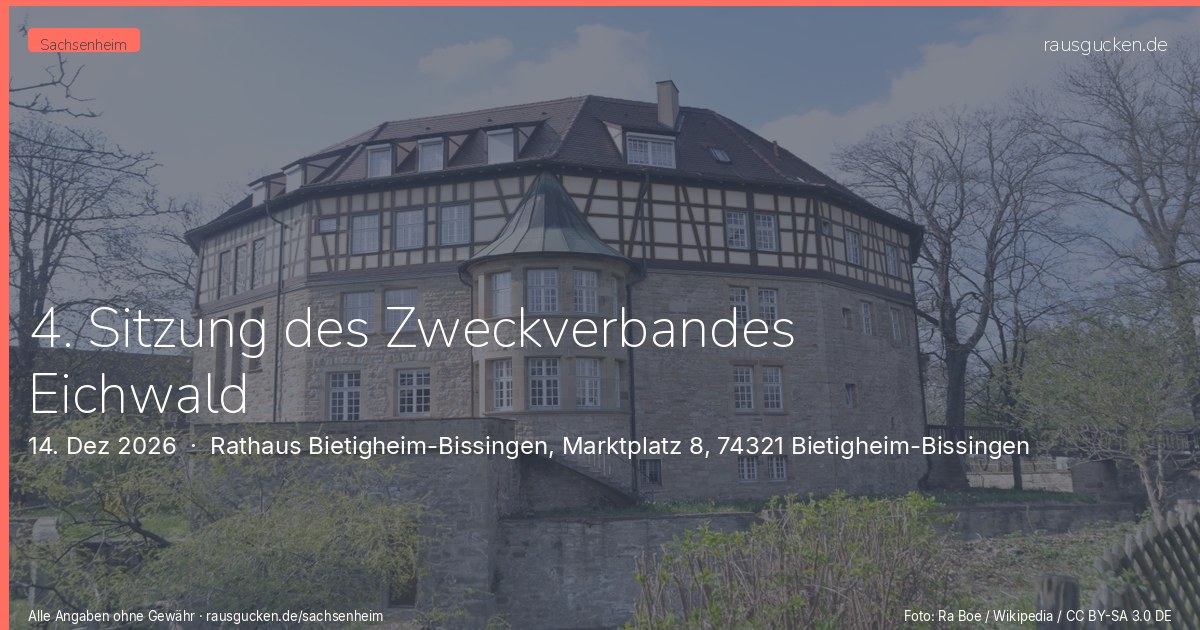 Sachsenheim
rausgucken.de
4. Sitzung des Zweckverbandes
Eichwald
14. Dez 2026 · Rathaus Bietigheim-Bissingen, Marktplatz 8, 74321 Bietigheim-Bissingen
Alle Angaben ohne Gewähr · rausgucken.de/sachsenheim
Foto: Ra Boe / Wikipedia / CC BY-SA 3.0 DE